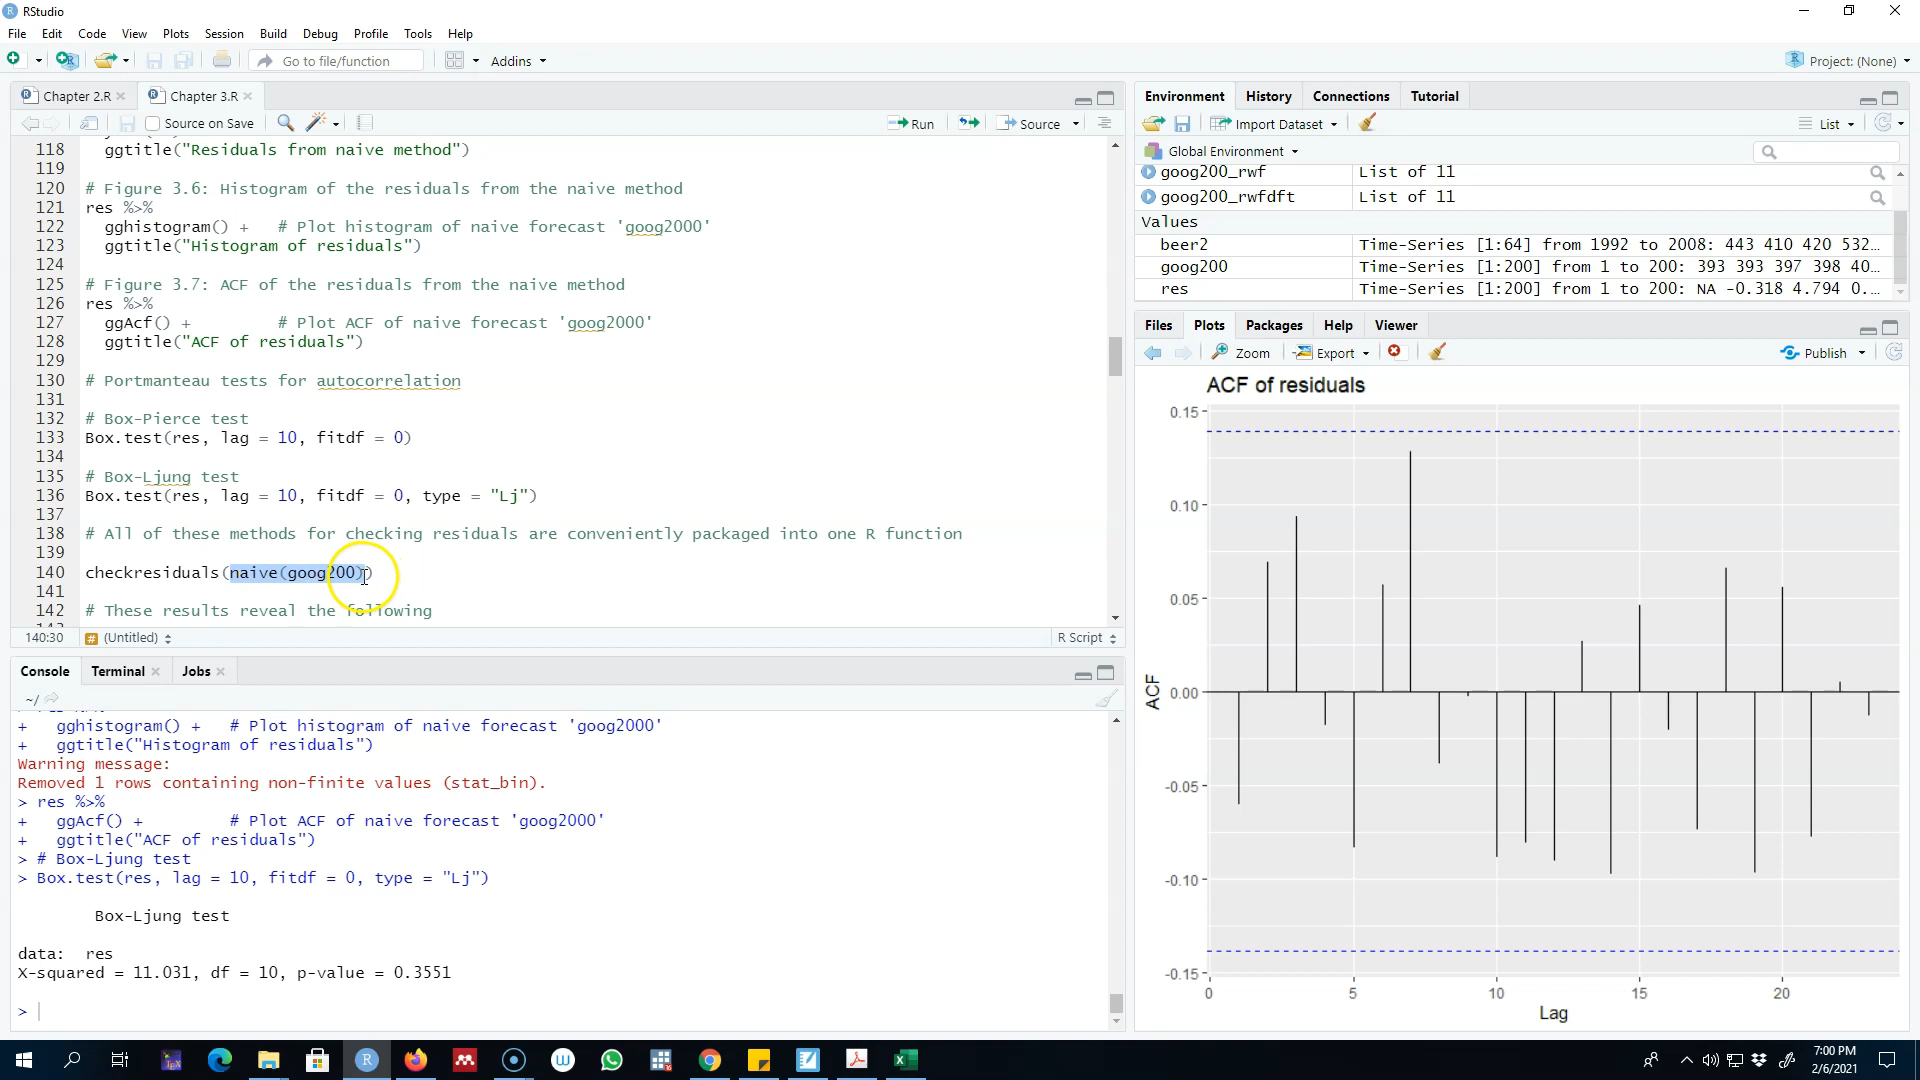 RStudio
File Edit Code View Plots Session Build Debug Profile Tools Help
Go to file/function
Addins
Project: (None)
Chapter 2.R
Chapter 3.R
Source on Save
Run
Source
118 ggtitle("Residuals from naive method")
119
120 # Figure 3.6: Histogram of the residuals from the naive method
121 res %>%
122 gghistogram() + # Plot histogram of naive forecast 'goog2000'
123 ggtitle("Histogram of residuals")
124
125 # Figure 3.7: ACF of the residuals from the naive method
126 res %>%
127 ggAcf() + # Plot ACF of naive forecast 'goog2000'
128 ggtitle("ACF of residuals")
129
130 # Portmanteau tests for autocorrelation
131
132 # Box-Pierce test
133 Box.test(res, lag = 10, fitdf = 0)
134
135 # Box-Ljung test
136 Box.test(res, lag = 10, fitdf = 0, type = "Lj")
137
138 # All of these methods for checking residuals are conveniently packaged into one R function
139
140 checkresiduals(naive(goog200))
141
142 # These results reveal the following
140:30 (Untitled) R Script
Console Terminal Jobs
~/
+ gghistogram() + # Plot histogram of naive forecast 'goog2000'
+ ggtitle("Histogram of residuals")
Warning message:
Removed 1 rows containing non-finite values (stat_bin).
> res %>%
+ ggAcf() + # Plot ACF of naive forecast 'goog2000'
+ ggtitle("ACF of residuals")
> # Box-Ljung test
> Box.test(res, lag = 10, fitdf = 0, type = "Lj")
Box-Ljung test
data: res
X-squared = 11.031, df = 10, p-value = 0.3551
>
Environment History Connections Tutorial
Import Dataset
List
Global Environment
goog200_rwf List of 11
goog200_rwfdft List of 11
Values
beer2 Time-Series [1:64] from 1992 to 2008: 443 410 420 532…
goog200 Time-Series [1:200] from 1 to 200: 393 393 397 398 40…
res Time-Series [1:200] from 1 to 200: NA -0.318 4.794 0.…
Files Plots Packages Help Viewer
Zoom
Export
Publish
ACF of residuals
0.15
0.10
0.05
0.00
-0.05
-0.10
-0.15
ACF
0 5 10 15 20
Lag
7:00 PM
2/6/2021